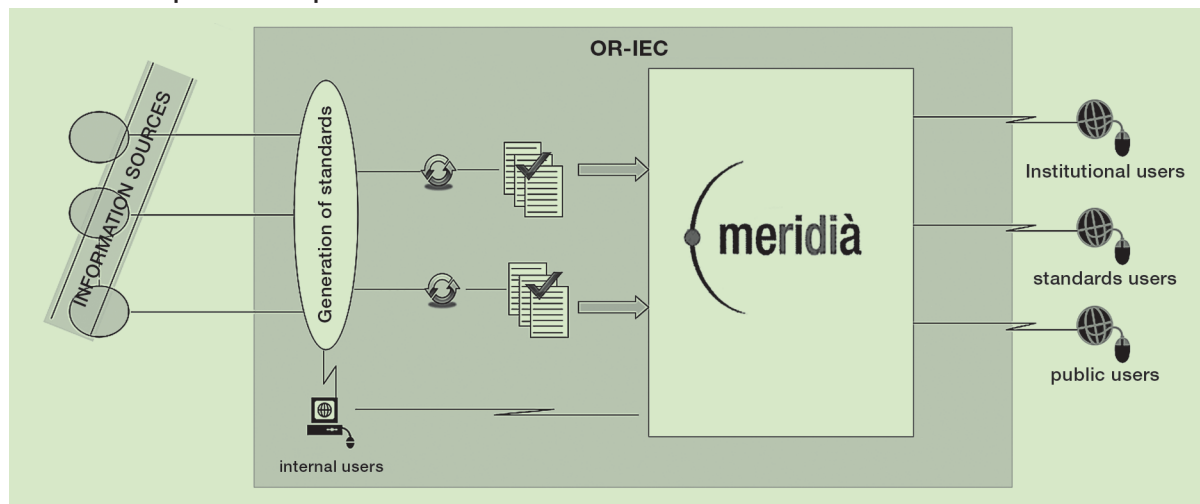 OR-IEC
INFORMATION SOURCES
Generation of standards
meridià
Institutional users
standards users
public users
internal users